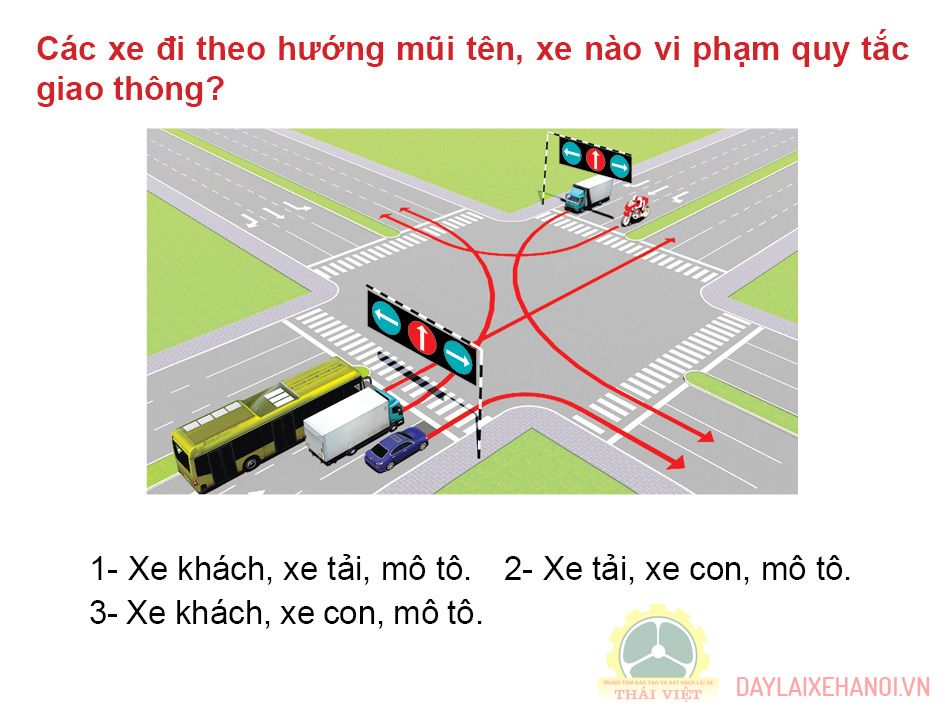 Các xe đi theo hướng mũi tên, xe nào vi phạm quy tắc
giao thông?
1- Xe khách, xe tải, mô tô. 2- Xe tải, xe con, mô tô.
3- Xe khách, xe con, mô tô.
TRUNG TÂM ĐÀO TẠO VÀ SÁT HẠCH LÁI XE
THÁI VIỆT
DAYLAIXEHANOI.VN